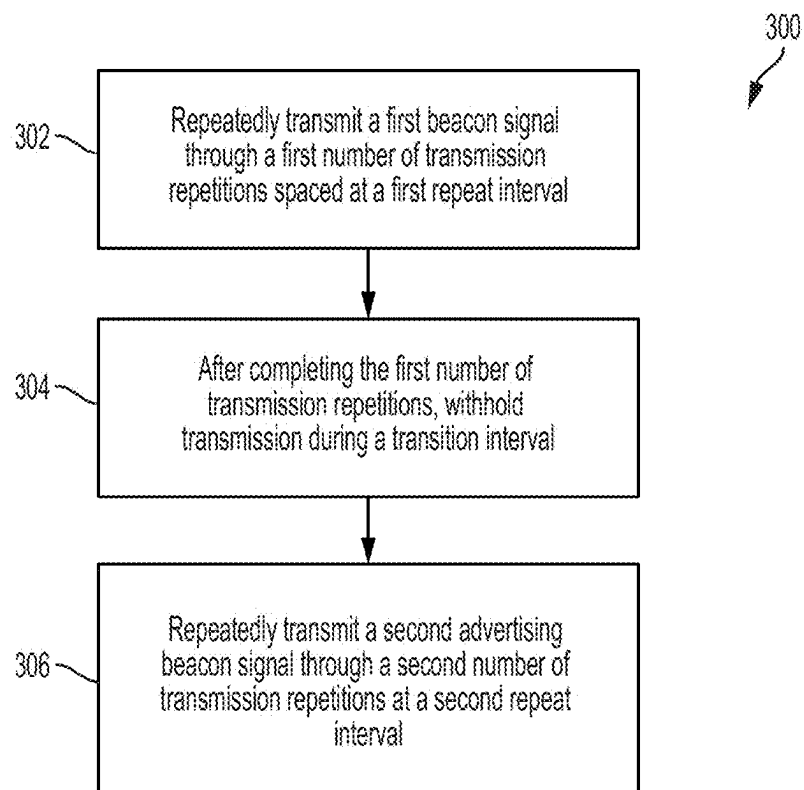 300
302
Repeatedly transmit a first beacon signal
through a first number of transmission
repetitions spaced at a first repeat interval
304
After completing the first number of
transmission repetitions, withhold
transmission during a transition interval
306
Repeatedly transmit a second advertising
beacon signal through a second number of
transmission repetitions at a second repeat
interval